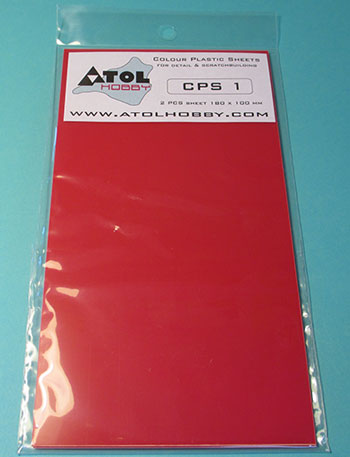 ATOL
HOBBY
Colour Plastic Sheets
for detail & scratchbuilding
CPS 1
2 pcs sheet 180 x 100 mm
www.atolhobby.com